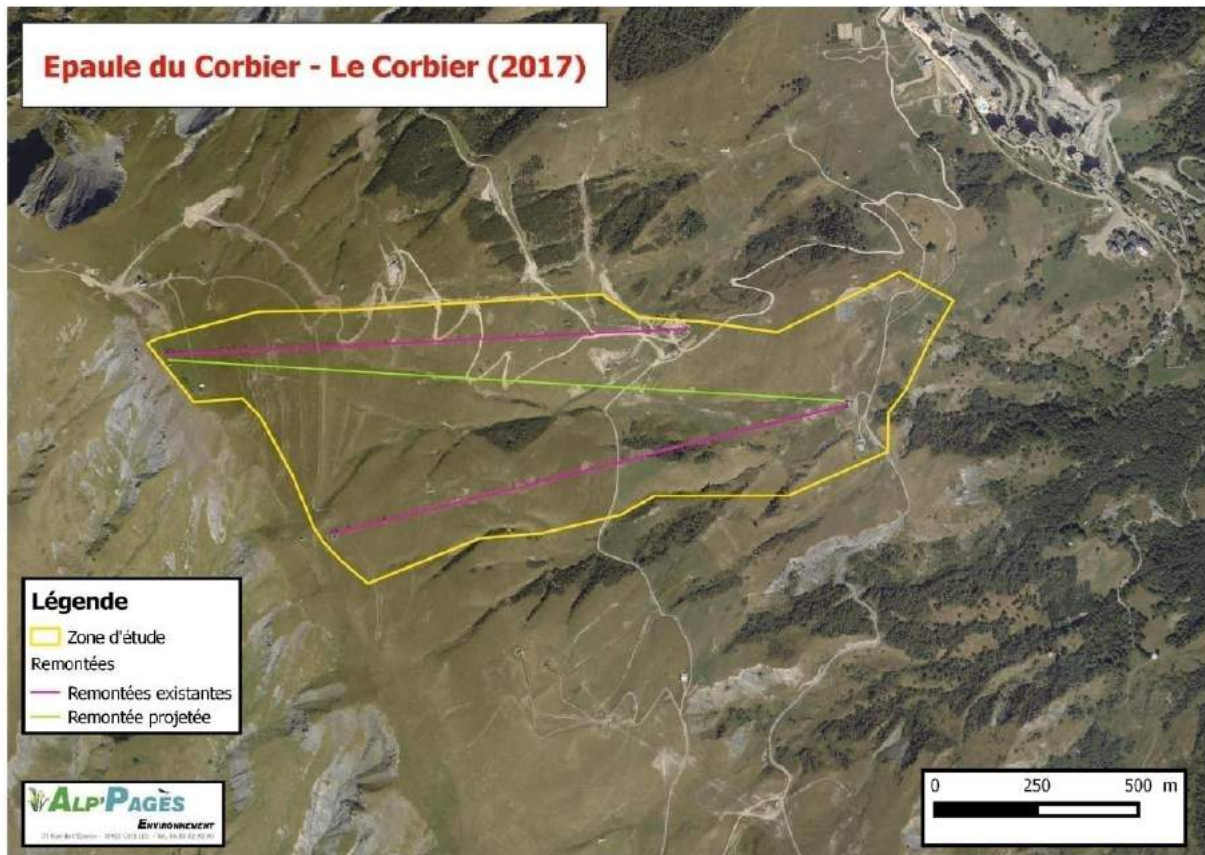 Epaule du Corbier - Le Corbier (2017)
Légende
Zone d'étude
Remontées
Remontées existantes
Remontée projetée
ALP'PAGÈS
ENVIRONNEMENT
0 250 500 m